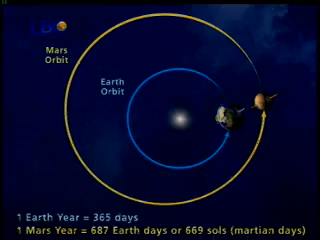 Mars
Orbit
Earth
Orbit
1 Earth Year = 365 days
1 Mars Year = 687 Earth days or 669 sols (martian days)